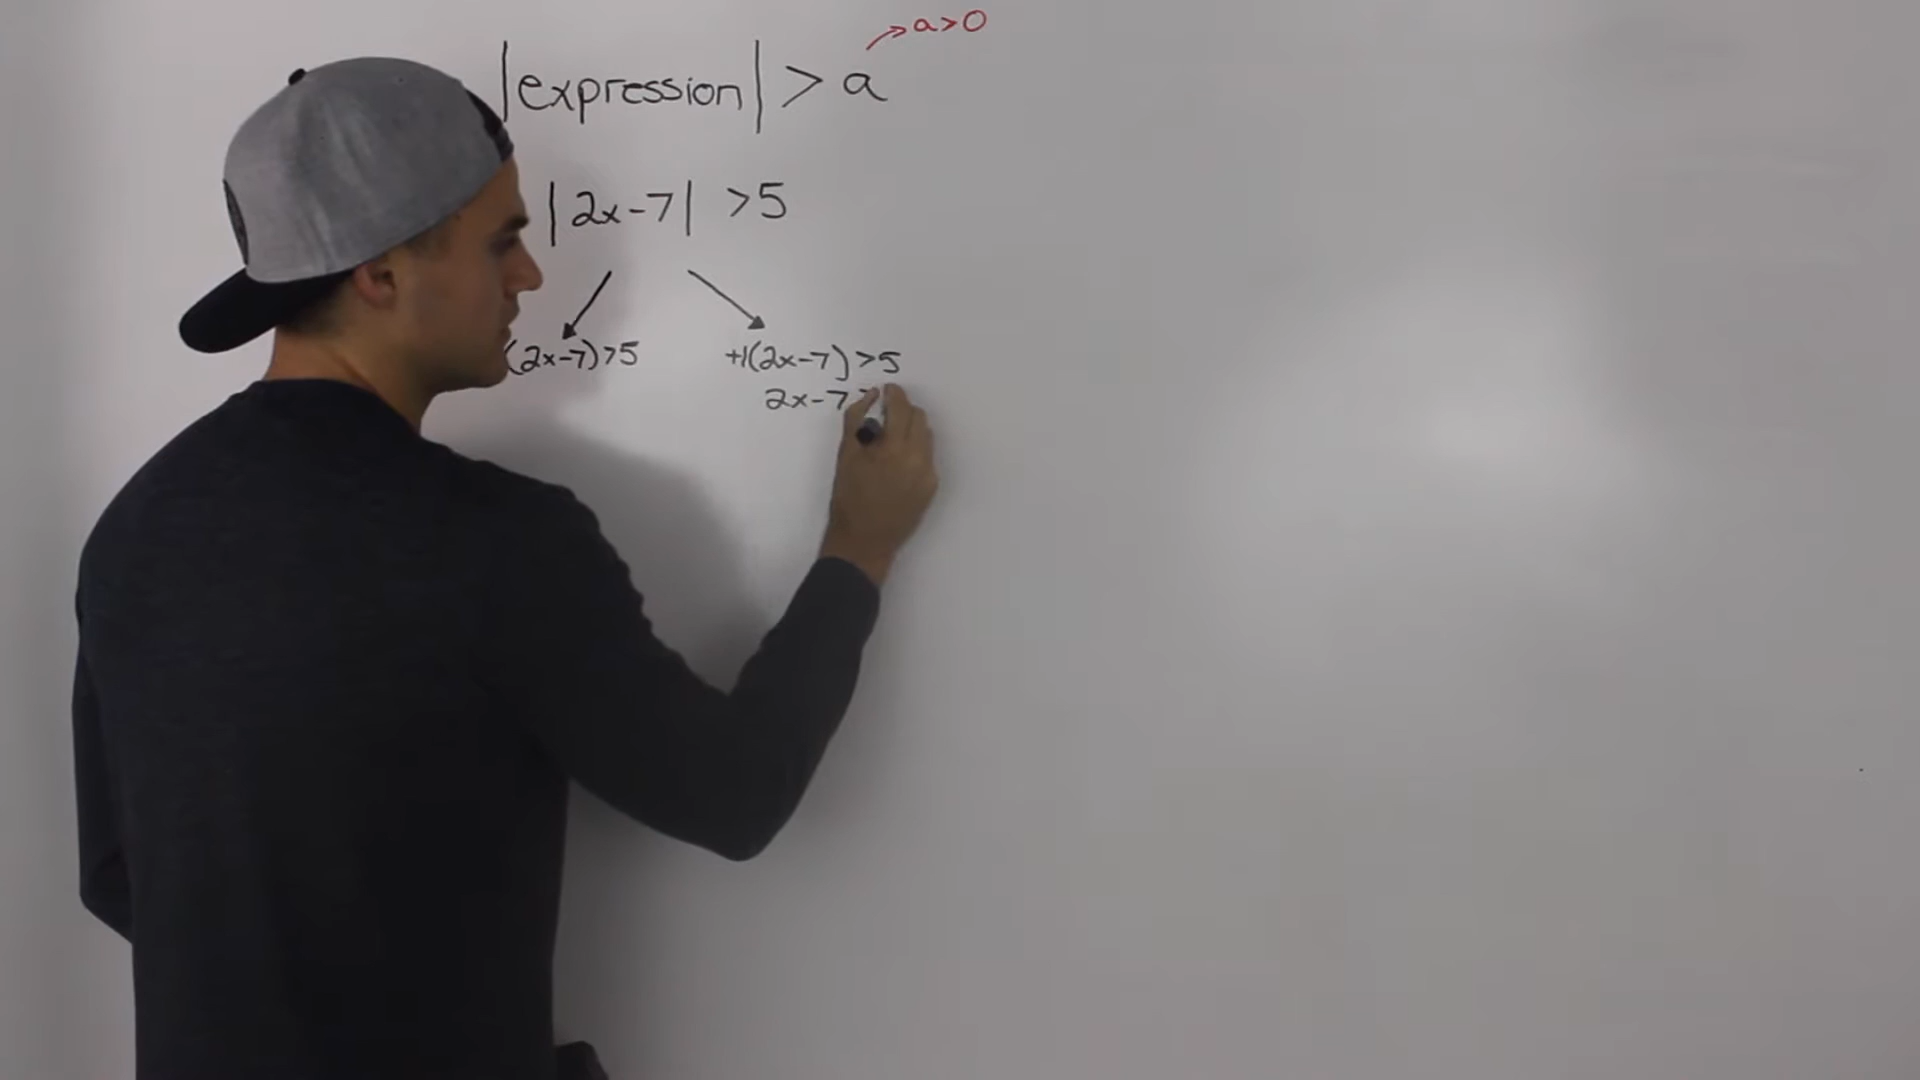 a>0
|expression| > a
|2x-7| >5
(2x-7)>5 +1(2x-7)>5
2x-7